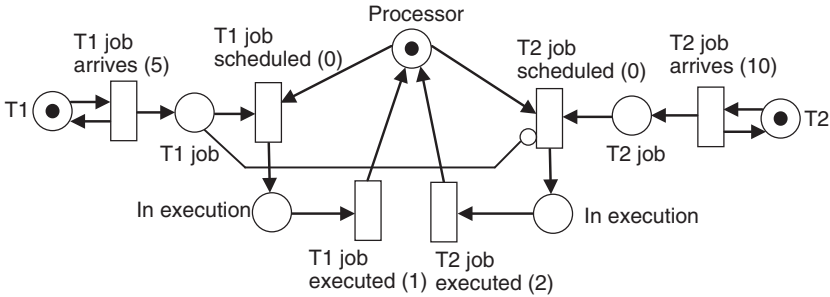 Processor
T1 job
arrives (5)
T1 job
scheduled (0)
T2 job
scheduled (0)
T2 job
arrives (10)
T1
T2
T1 job
T2 job
In execution
In execution
T1 job
executed (1)
T2 job
executed (2)